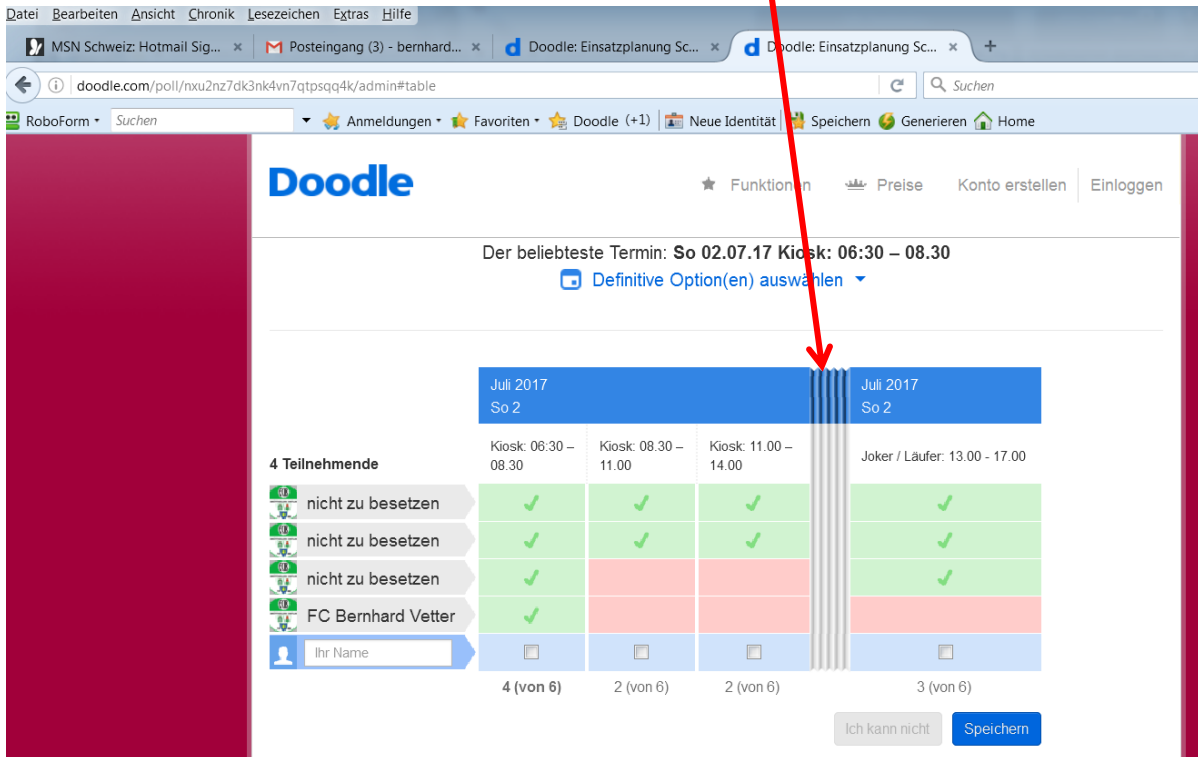 Datei Bearbeiten Ansicht Chronik Lesezeichen Extras Hilfe
MSN Schweiz: Hotmail Sig... × Posteingang (3) - bernhard... × Doodle: Einsatzplanung Sc... × Doodle: Einsatzplanung Sc... × +
doodle.com/poll/nxu2nz7dk3nk4vn7qtpsqq4k/admin#table Suchen
RoboForm Suchen Anmeldungen Favoriten Doodle (+1) Neue Identität Speichern Generieren Home
Doodle Funktionen Preise Konto erstellen Einloggen
Der beliebteste Termin: So 02.07.17 Kiosk: 06:30 – 08.30
Definitive Option(en) auswählen
Juli 2017 Juli 2017
So 2 So 2
4 Teilnehmende
Kiosk: 06:30 – 08.30
Kiosk: 08.30 – 11.00
Kiosk: 11.00 – 14.00
Joker / Läufer: 13.00 - 17.00
nicht zu besetzen
nicht zu besetzen
nicht zu besetzen
FC Bernhard Vetter
Ihr Name
4 (von 6) 2 (von 6) 2 (von 6) 3 (von 6)
Ich kann nicht Speichern